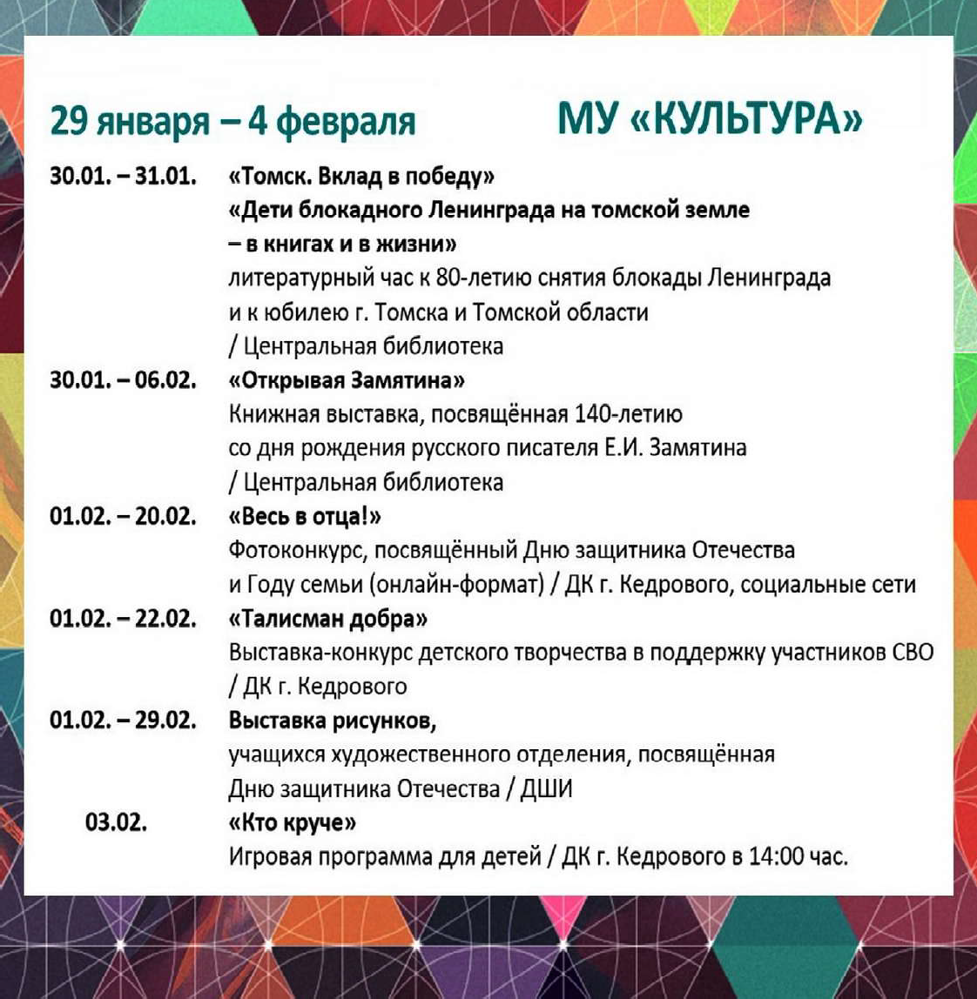 29 января – 4 февраля МУ «КУЛЬТУРА»
30.01. – 31.01. «Томск. Вклад в победу»
«Дети блокадного Ленинграда на томской земле
– в книгах и в жизни»
литературный час к 80-летию снятия блокады Ленинграда
и к юбилею г. Томска и Томской области
/ Центральная библиотека
30.01. – 06.02. «Открывая Замятина»
Книжная выставка, посвящённая 140-летию
со дня рождения русского писателя Е.И. Замятина
/ Центральная библиотека
01.02. – 20.02. «Весь в отца!»
Фотоконкурс, посвящённый Дню защитника Отечества
и Году семьи (онлайн-формат) / ДК г. Кедрового, социальные сети
01.02. – 22.02. «Талисман добра»
Выставка-конкурс детского творчества в поддержку участников СВО
/ ДК г. Кедрового
01.02. – 29.02. Выставка рисунков,
учащихся художественного отделения, посвящённая
Дню защитника Отечества / ДШИ
03.02. «Кто круче»
Игровая программа для детей / ДК г. Кедрового в 14:00 час.